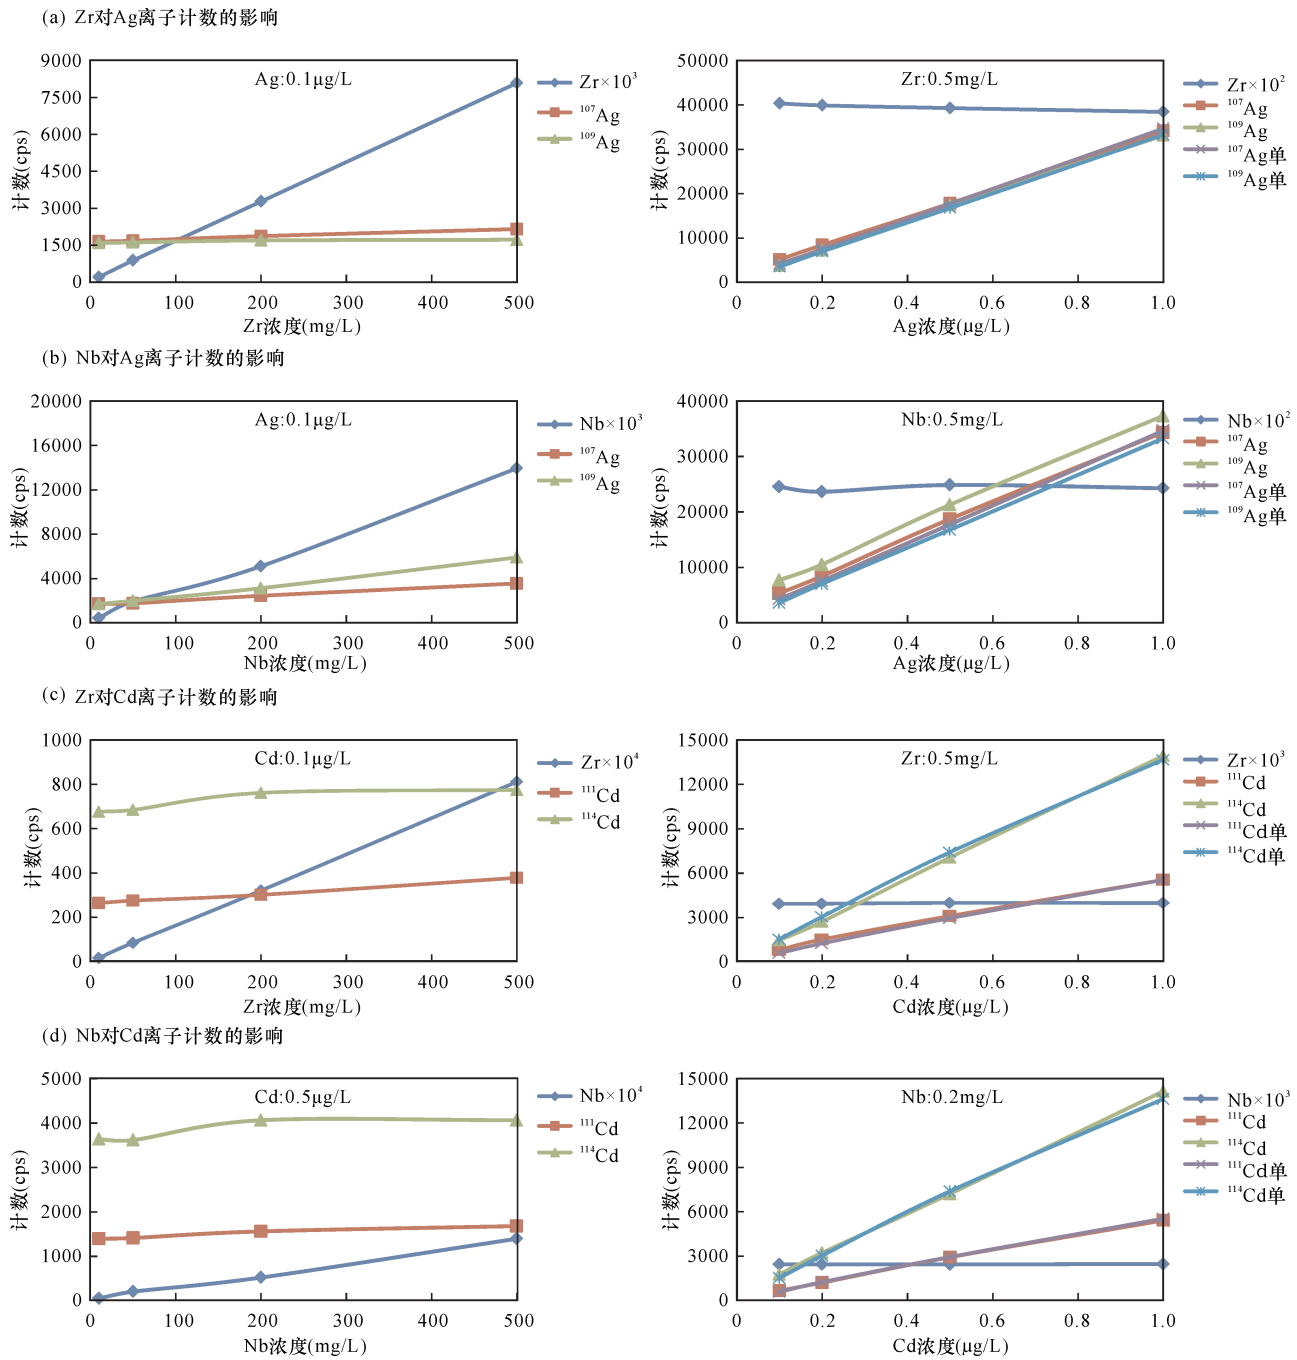 (a) Zr对Ag离子计数的影响
9000
7500
6000
4500
3000
1500
0
计数(cps)
Ag:0.1μg/L
0 100 200 300 400 500
Zr浓度(mg/L)
Zr×10³
¹⁰⁷Ag
¹⁰⁹Ag
50000
40000
30000
20000
10000
0
计数(cps)
Zr:0.5mg/L
0 0.2 0.4 0.6 0.8 1.0
Ag浓度(μg/L)
Zr×10²
¹⁰⁷Ag
¹⁰⁹Ag
¹⁰⁷Ag单
¹⁰⁹Ag单
(b) Nb对Ag离子计数的影响
20000
16000
12000
8000
4000
0
计数(cps)
Ag:0.1μg/L
0 100 200 300 400 500
Nb浓度(mg/L)
Nb×10³
¹⁰⁷Ag
¹⁰⁹Ag
40000
30000
20000
10000
0
计数(cps)
Nb:0.5mg/L
0 0.2 0.4 0.6 0.8 1.0
Ag浓度(μg/L)
Nb×10²
¹⁰⁷Ag
¹⁰⁹Ag
¹⁰⁷Ag单
¹⁰⁹Ag单
(c) Zr对Cd离子计数的影响
1000
800
600
400
200
0
计数(cps)
Cd:0.1μg/L
0 100 200 300 400 500
Zr浓度(mg/L)
Zr×10⁴
¹¹¹Cd
¹¹⁴Cd
15000
12000
9000
6000
3000
0
计数(cps)
Zr:0.5mg/L
0 0.2 0.4 0.6 0.8 1.0
Cd浓度(μg/L)
Zr×10³
¹¹¹Cd
¹¹⁴Cd
¹¹¹Cd单
¹¹⁴Cd单
(d) Nb对Cd离子计数的影响
5000
4000
3000
2000
1000
0
计数(cps)
Cd:0.5μg/L
0 100 200 300 400 500
Nb浓度(mg/L)
Nb×10⁴
¹¹¹Cd
¹¹⁴Cd
15000
12000
9000
6000
3000
0
计数(cps)
Nb:0.2mg/L
0 0.2 0.4 0.6 0.8 1.0
Cd浓度(μg/L)
Nb×10³
¹¹¹Cd
¹¹⁴Cd
¹¹¹Cd单
¹¹⁴Cd单